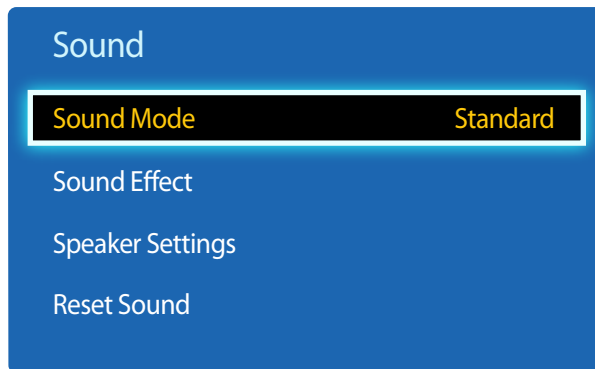 Sound
Sound Mode Standard
Sound Effect
Speaker Settings
Reset Sound